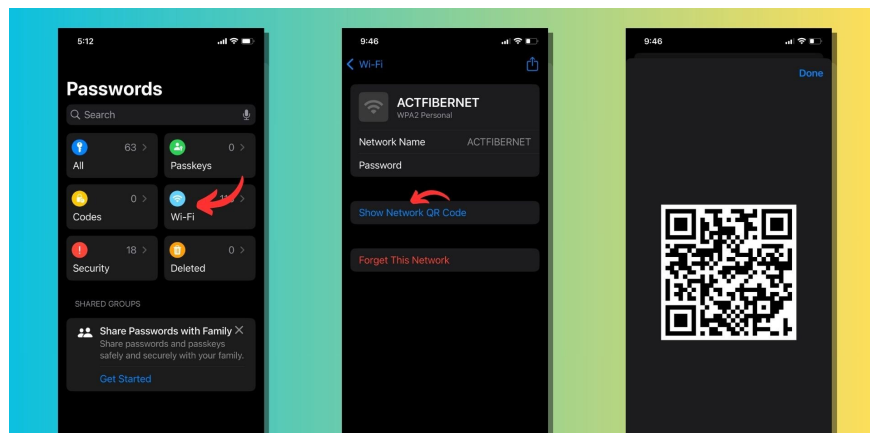 5:12
Passwords
Search
63
All
0
Passkeys
0
Codes
Wi-Fi
18
Security
0
Deleted
SHARED GROUPS
Share Passwords with Family
Share passwords and passkeys
safely and securely with your family.
Get Started
9:46
Wi-Fi
ACTFIBERNET
WPA2 Personal
Network Name ACTFIBERNET
Password
Show Network QR Code
Forget This Network
9:46
Done